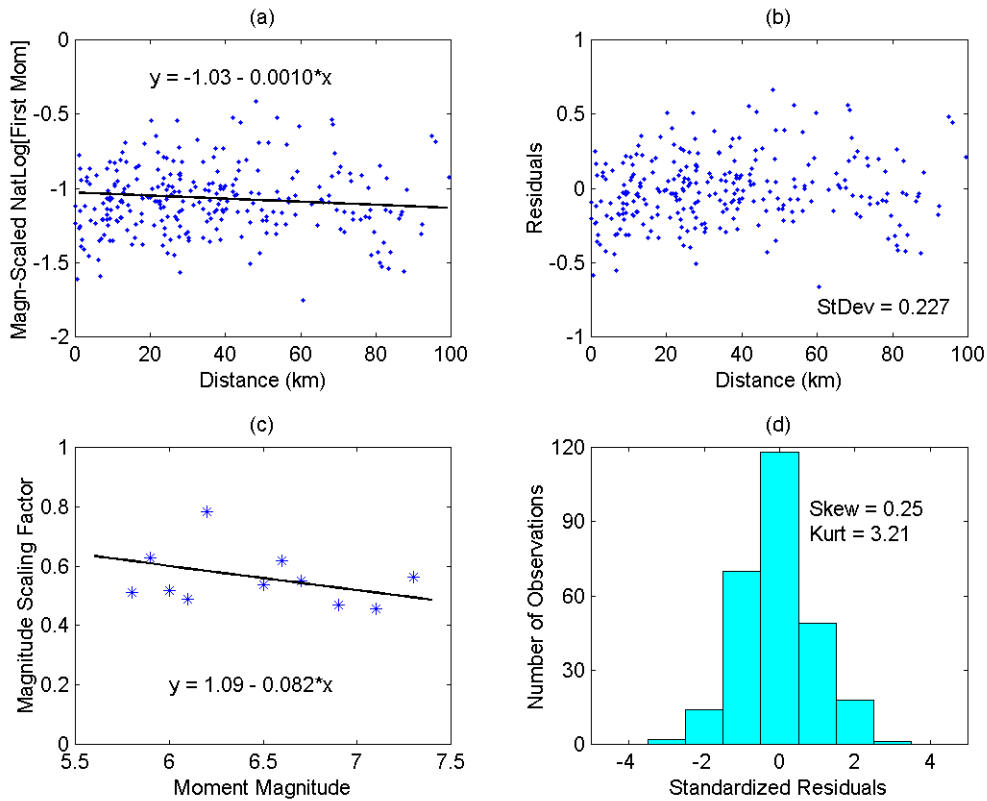 (a)
y = -1.03 - 0.0010*x
Magn-Scaled NatLog[First Mom]
0
-0.5
-1
-1.5
-2
0 20 40 60 80 100
Distance (km)
(b)
Residuals
1
0.5
0
-0.5
-1
StDev = 0.227
0 20 40 60 80 100
Distance (km)
(c)
Magnitude Scaling Factor
1
0.8
0.6
0.4
0.2
0
y = 1.09 - 0.082*x
5.5 6 6.5 7 7.5
Moment Magnitude
(d)
Number of Observations
120
90
60
30
0
Skew = 0.25
Kurt = 3.21
-4 -2 0 2 4
Standardized Residuals